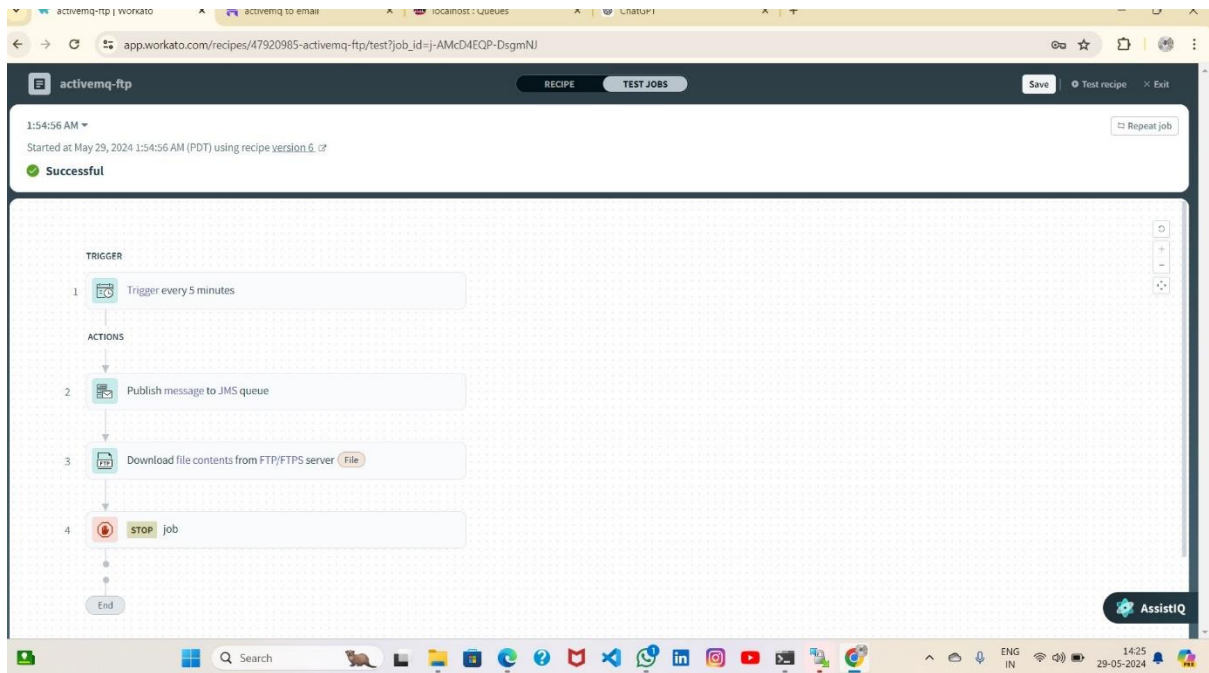 activemq-ftp | Workato
activemq to email
localhost : Queues
ChatGPT
app.workato.com/recipes/47920985-activemq-ftp/test?job_id=j-AMcD4EQP-DsgmNJ
activemq-ftp
RECIPE
TEST JOBS
Save
Test recipe
Exit
1:54:56 AM
Repeat job
Started at May 29, 2024 1:54:56 AM (PDT) using recipe version 6
Successful
TRIGGER
1 Trigger every 5 minutes
ACTIONS
2 Publish message to JMS queue
3 Download file contents from FTP/FTPS server File
4 STOP job
End
AssistIQ
Search
ENG
IN
14:25
29-05-2024
PRE